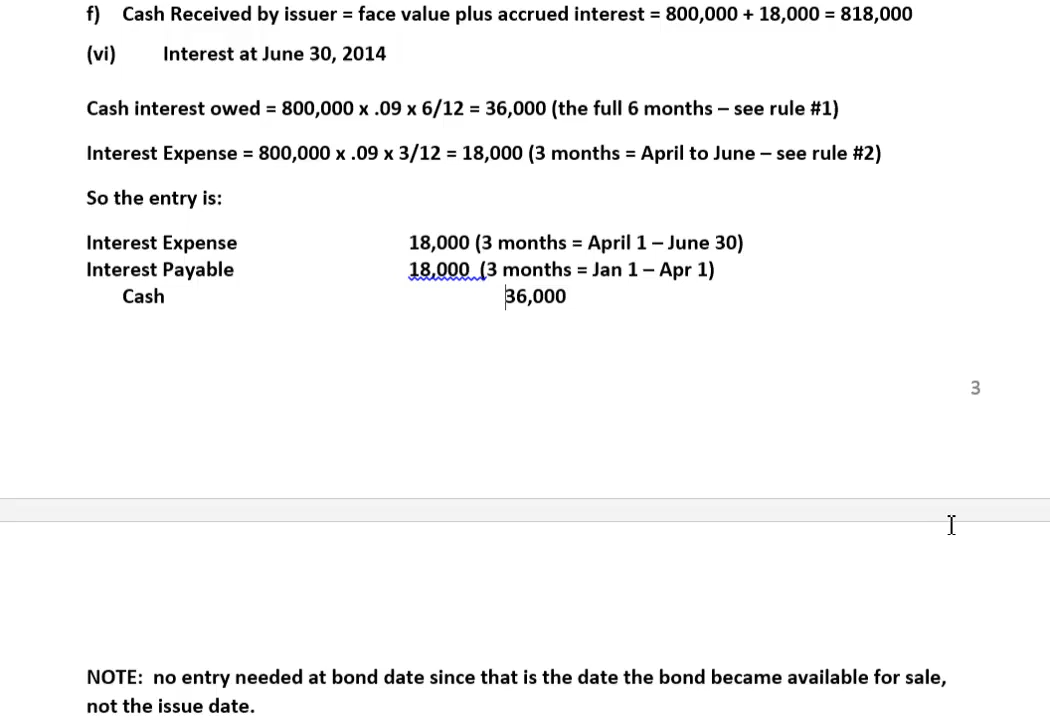 f) Cash Received by issuer = face value plus accrued interest = 800,000 + 18,000 = 818,000
(vi) Interest at June 30, 2014
Cash interest owed = 800,000 x .09 x 6/12 = 36,000 (the full 6 months – see rule #1)
Interest Expense = 800,000 x .09 x 3/12 = 18,000 (3 months = April to June – see rule #2)
So the entry is:
Interest Expense 18,000 (3 months = April 1 – June 30)
Interest Payable 18,000 (3 months = Jan 1 – Apr 1)
Cash 36,000
3
NOTE: no entry needed at bond date since that is the date the bond became available for sale,
not the issue date.